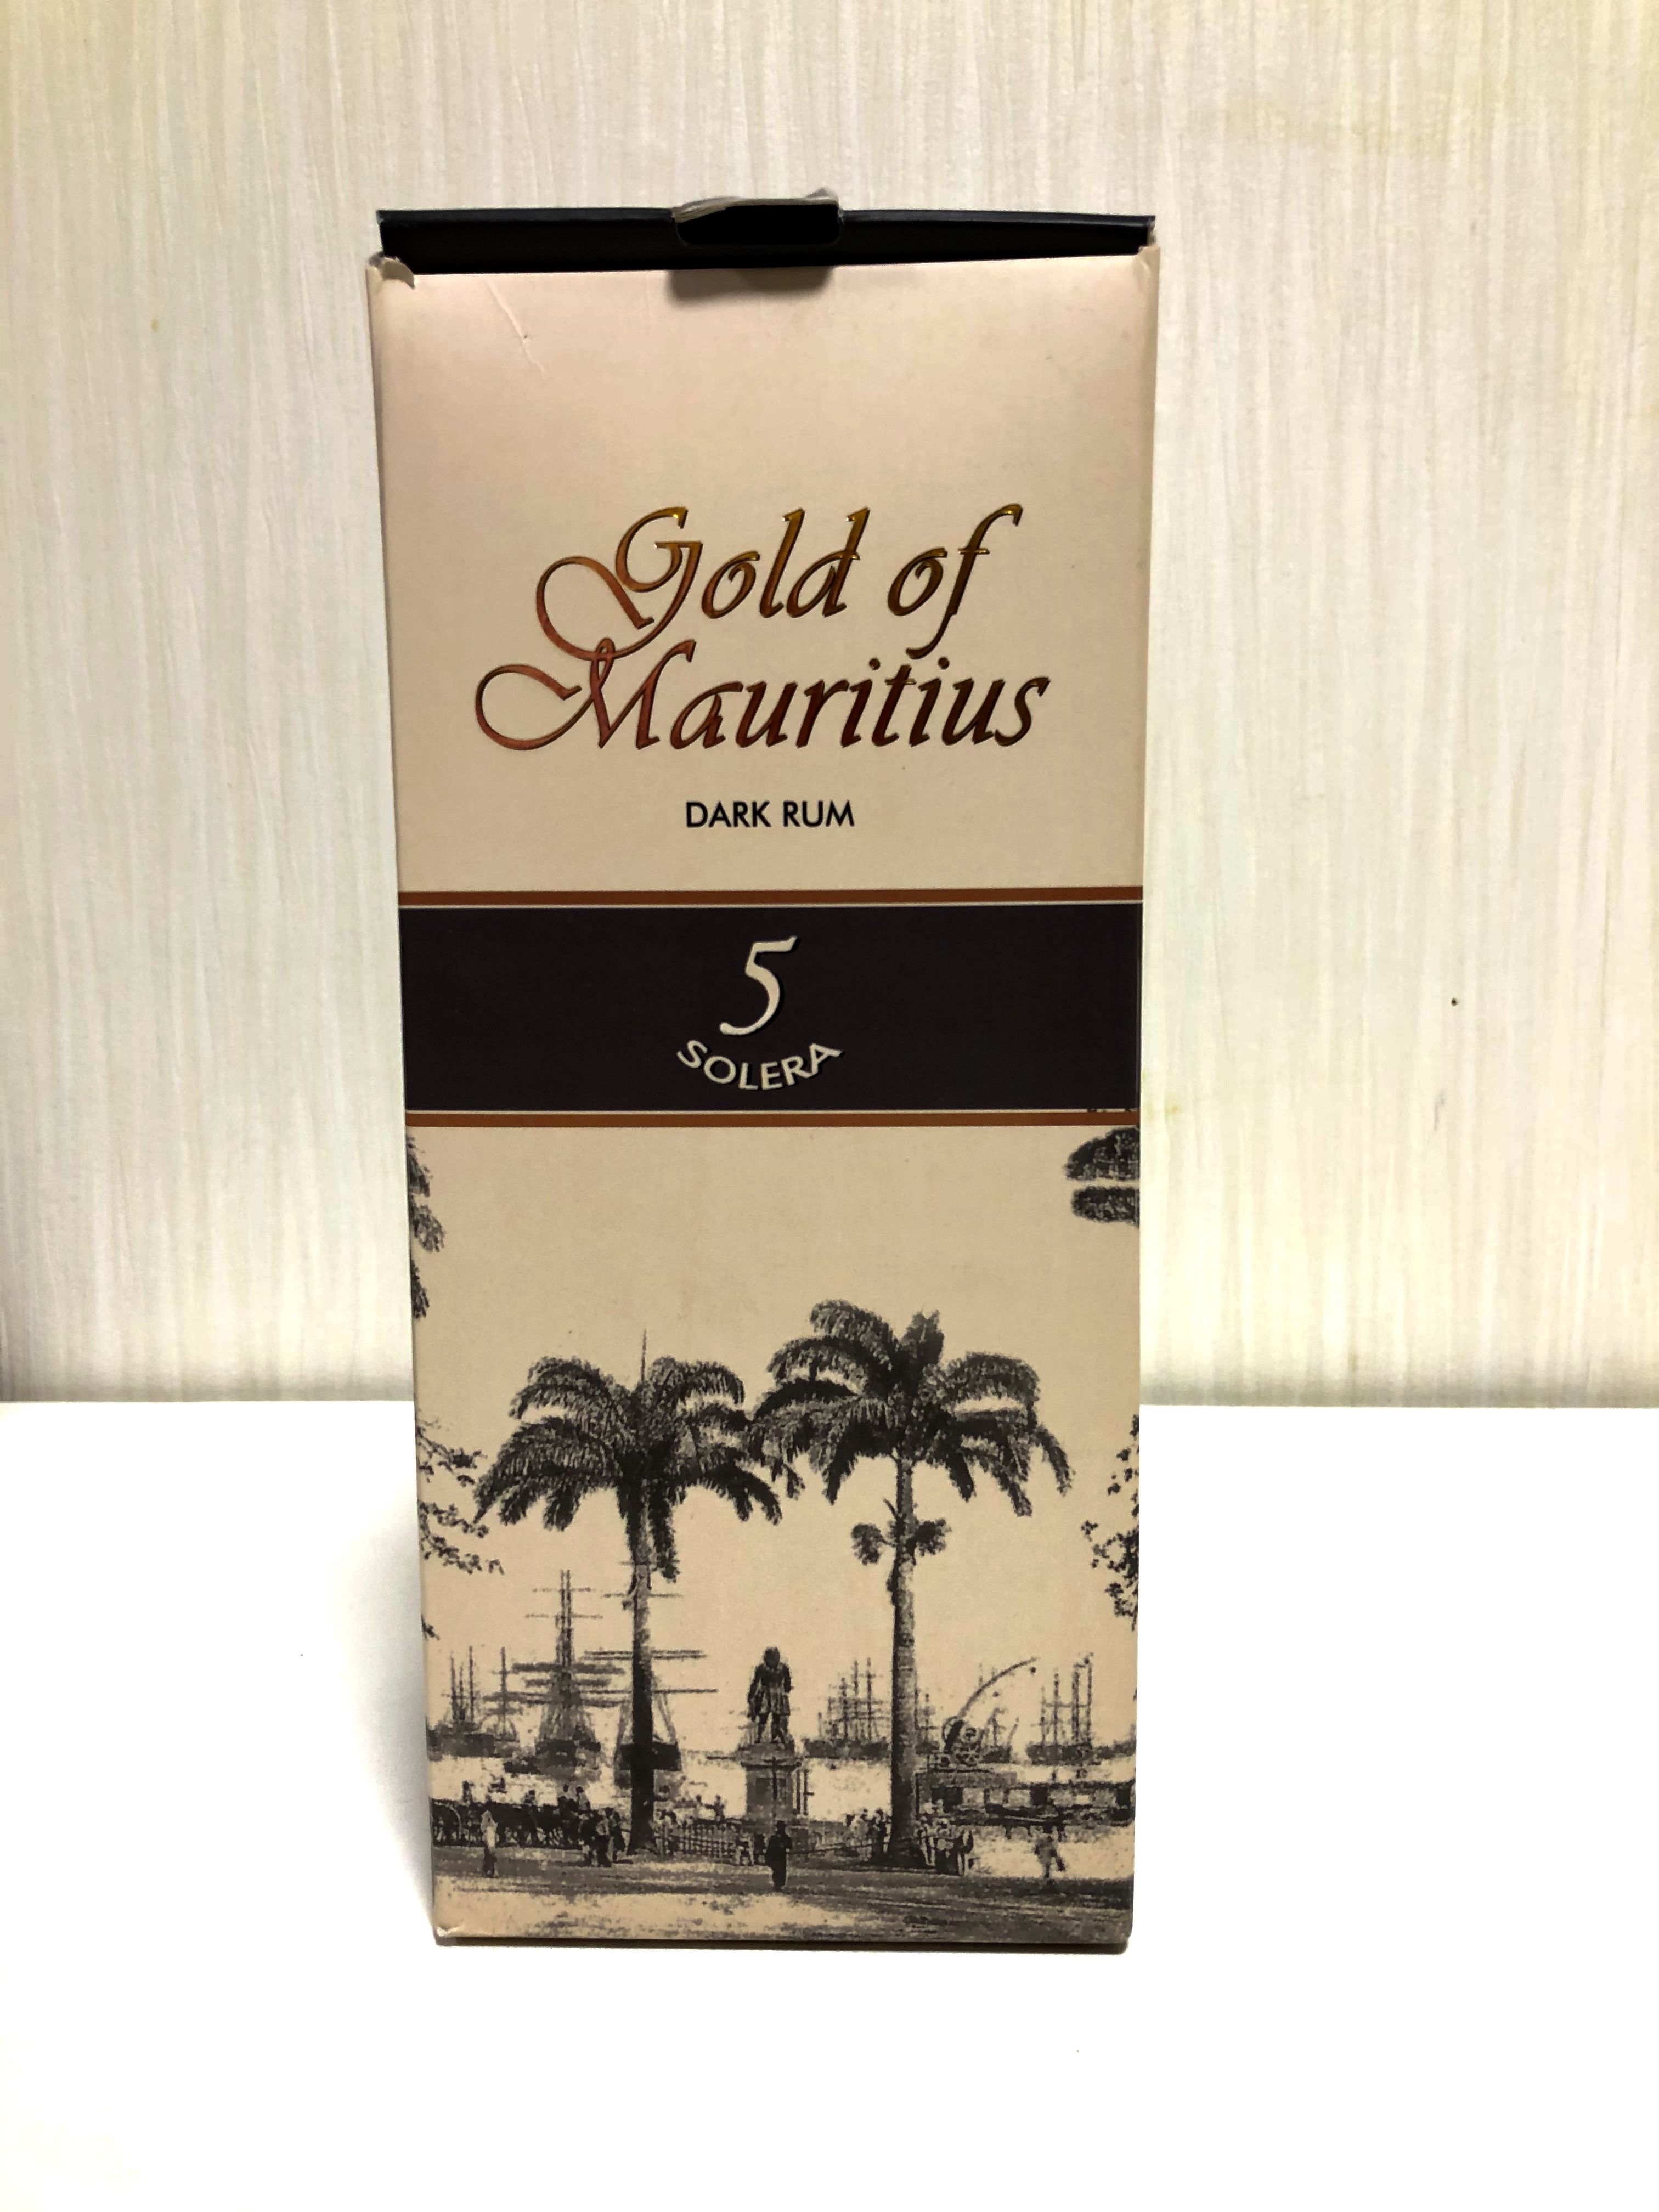 Gold of
Mauritius
DARK RUM
5
SOLERA